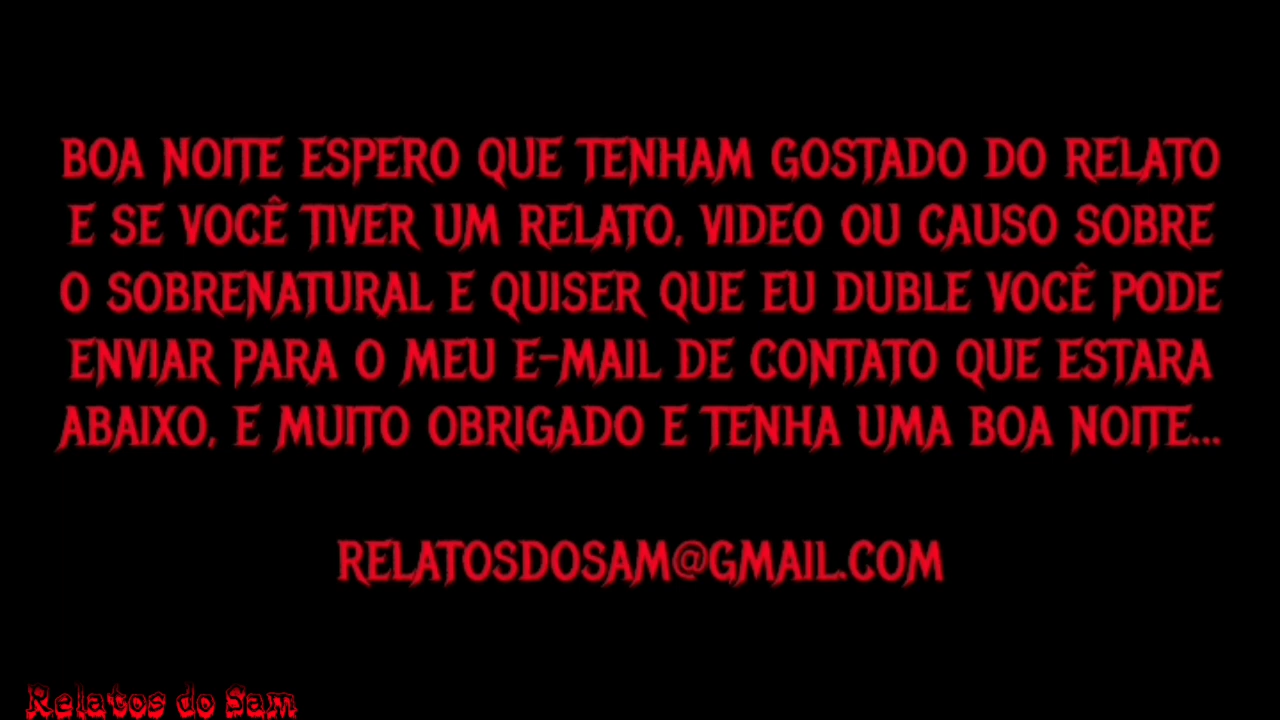 BOA NOITE ESPERO QUE TENHAM GOSTADO DO RELATO
E SE VOCÊ TIVER UM RELATO, VIDEO OU CAUSO SOBRE
O SOBRENATURAL E QUISER QUE EU DUBLE VOCÊ PODE
ENVIAR PARA O MEU E-MAIL DE CONTATO QUE ESTARA
ABAIXO, E MUITO OBRIGADO E TENHA UMA BOA NOITE...
RELATOSDOSAM@GMAIL.COM
Relatos do Sam